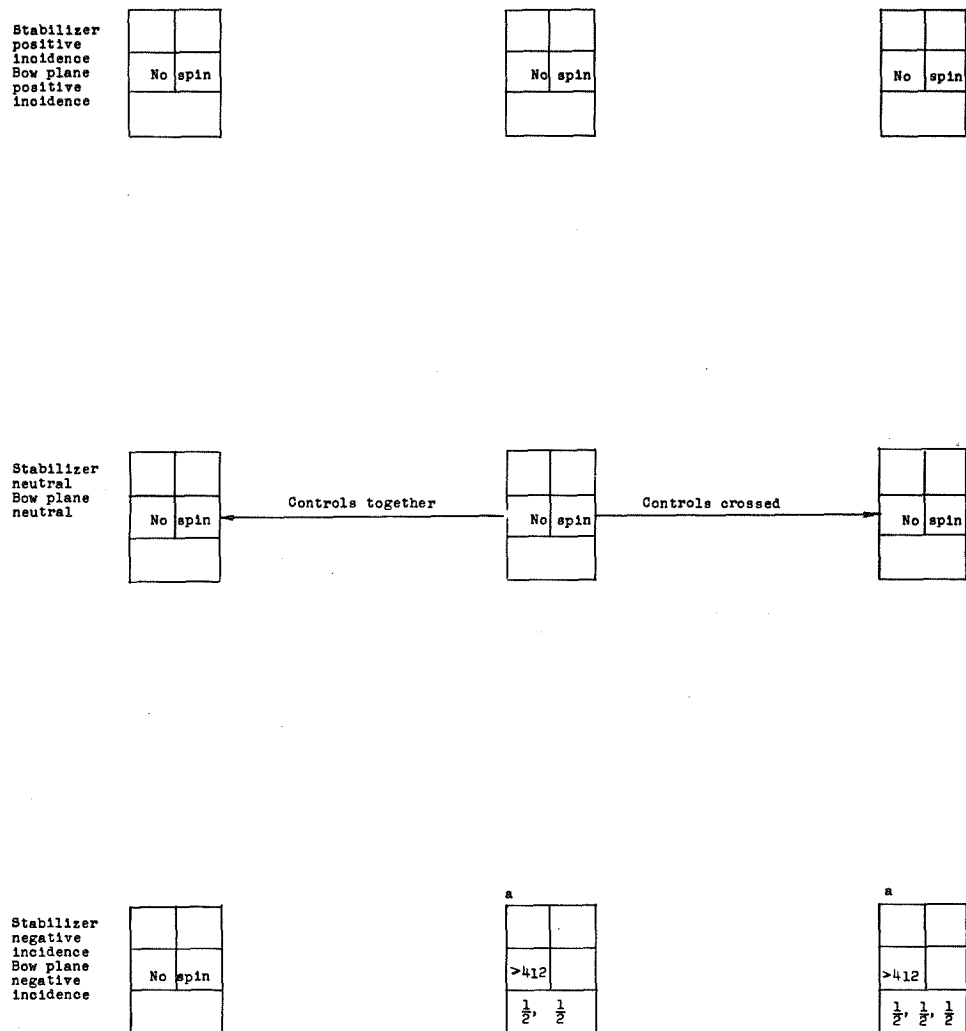 Stabilizer
positive
incidence
Bow plane
positive
incidence
No spin
No spin
No spin
Stabilizer
neutral
Bow plane
neutral
No spin
Controls together
No spin
Controls crossed
No spin
Stabilizer
negative
incidence
Bow plane
negative
incidence
No spin
a
>412
1/2, 1/2
a
>412
1/2, 1/2, 1/2